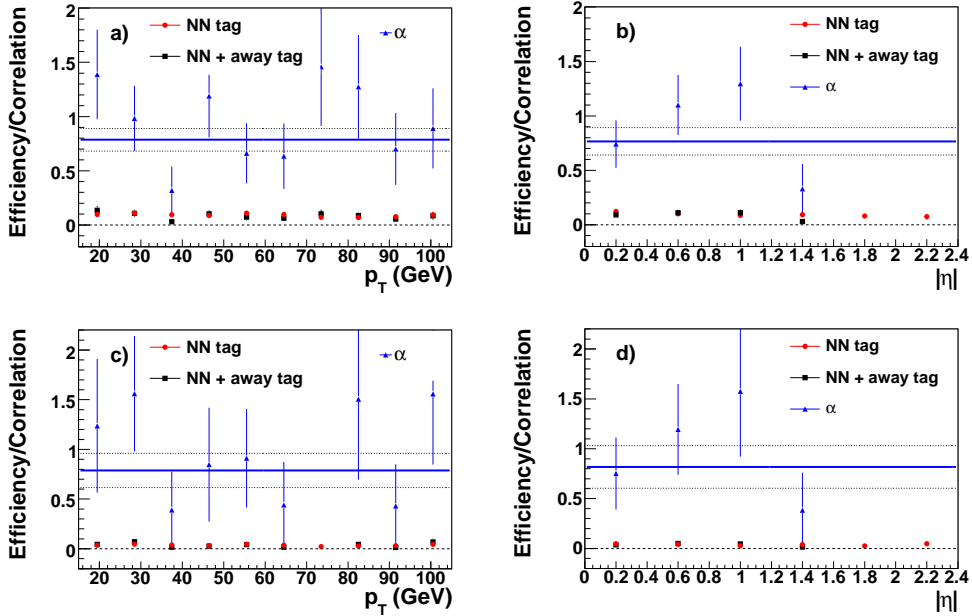 a)
NN tag
NN + away tag
α
Efficiency/Correlation
2
1.5
1
0.5
0
20 30 40 50 60 70 80 90 100
p_T (GeV)
b)
NN tag
NN + away tag
α
Efficiency/Correlation
2
1.5
1
0.5
0
0 0.2 0.4 0.6 0.8 1 1.2 1.4 1.6 1.8 2 2.2 2.4
|η|
c)
NN tag
NN + away tag
α
Efficiency/Correlation
2
1.5
1
0.5
0
20 30 40 50 60 70 80 90 100
p_T (GeV)
d)
NN tag
NN + away tag
α
Efficiency/Correlation
2
1.5
1
0.5
0
0 0.2 0.4 0.6 0.8 1 1.2 1.4 1.6 1.8 2 2.2 2.4
|η|